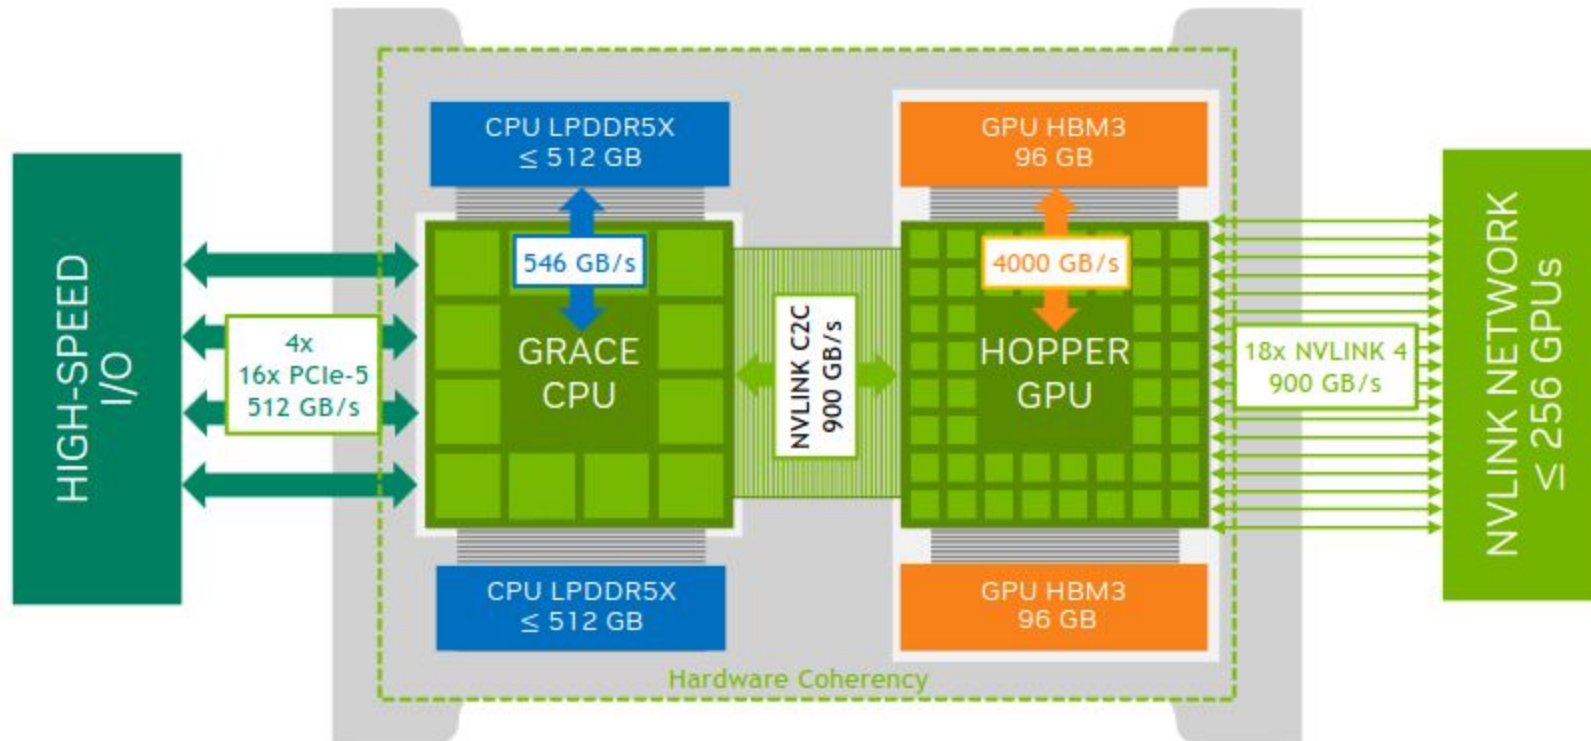 HIGH-SPEED
I/O
4x
16x PCIe-5
512 GB/s
CPU LPDDR5X
≤ 512 GB
546 GB/s
GRACE
CPU
CPU LPDDR5X
≤ 512 GB
NVLINK C2C
900 GB/s
GPU HBM3
96 GB
4000 GB/s
HOPPER
GPU
GPU HBM3
96 GB
Hardware Coherency
18x NVLINK 4
900 GB/s
NVLINK NETWORK
≤ 256 GPUs